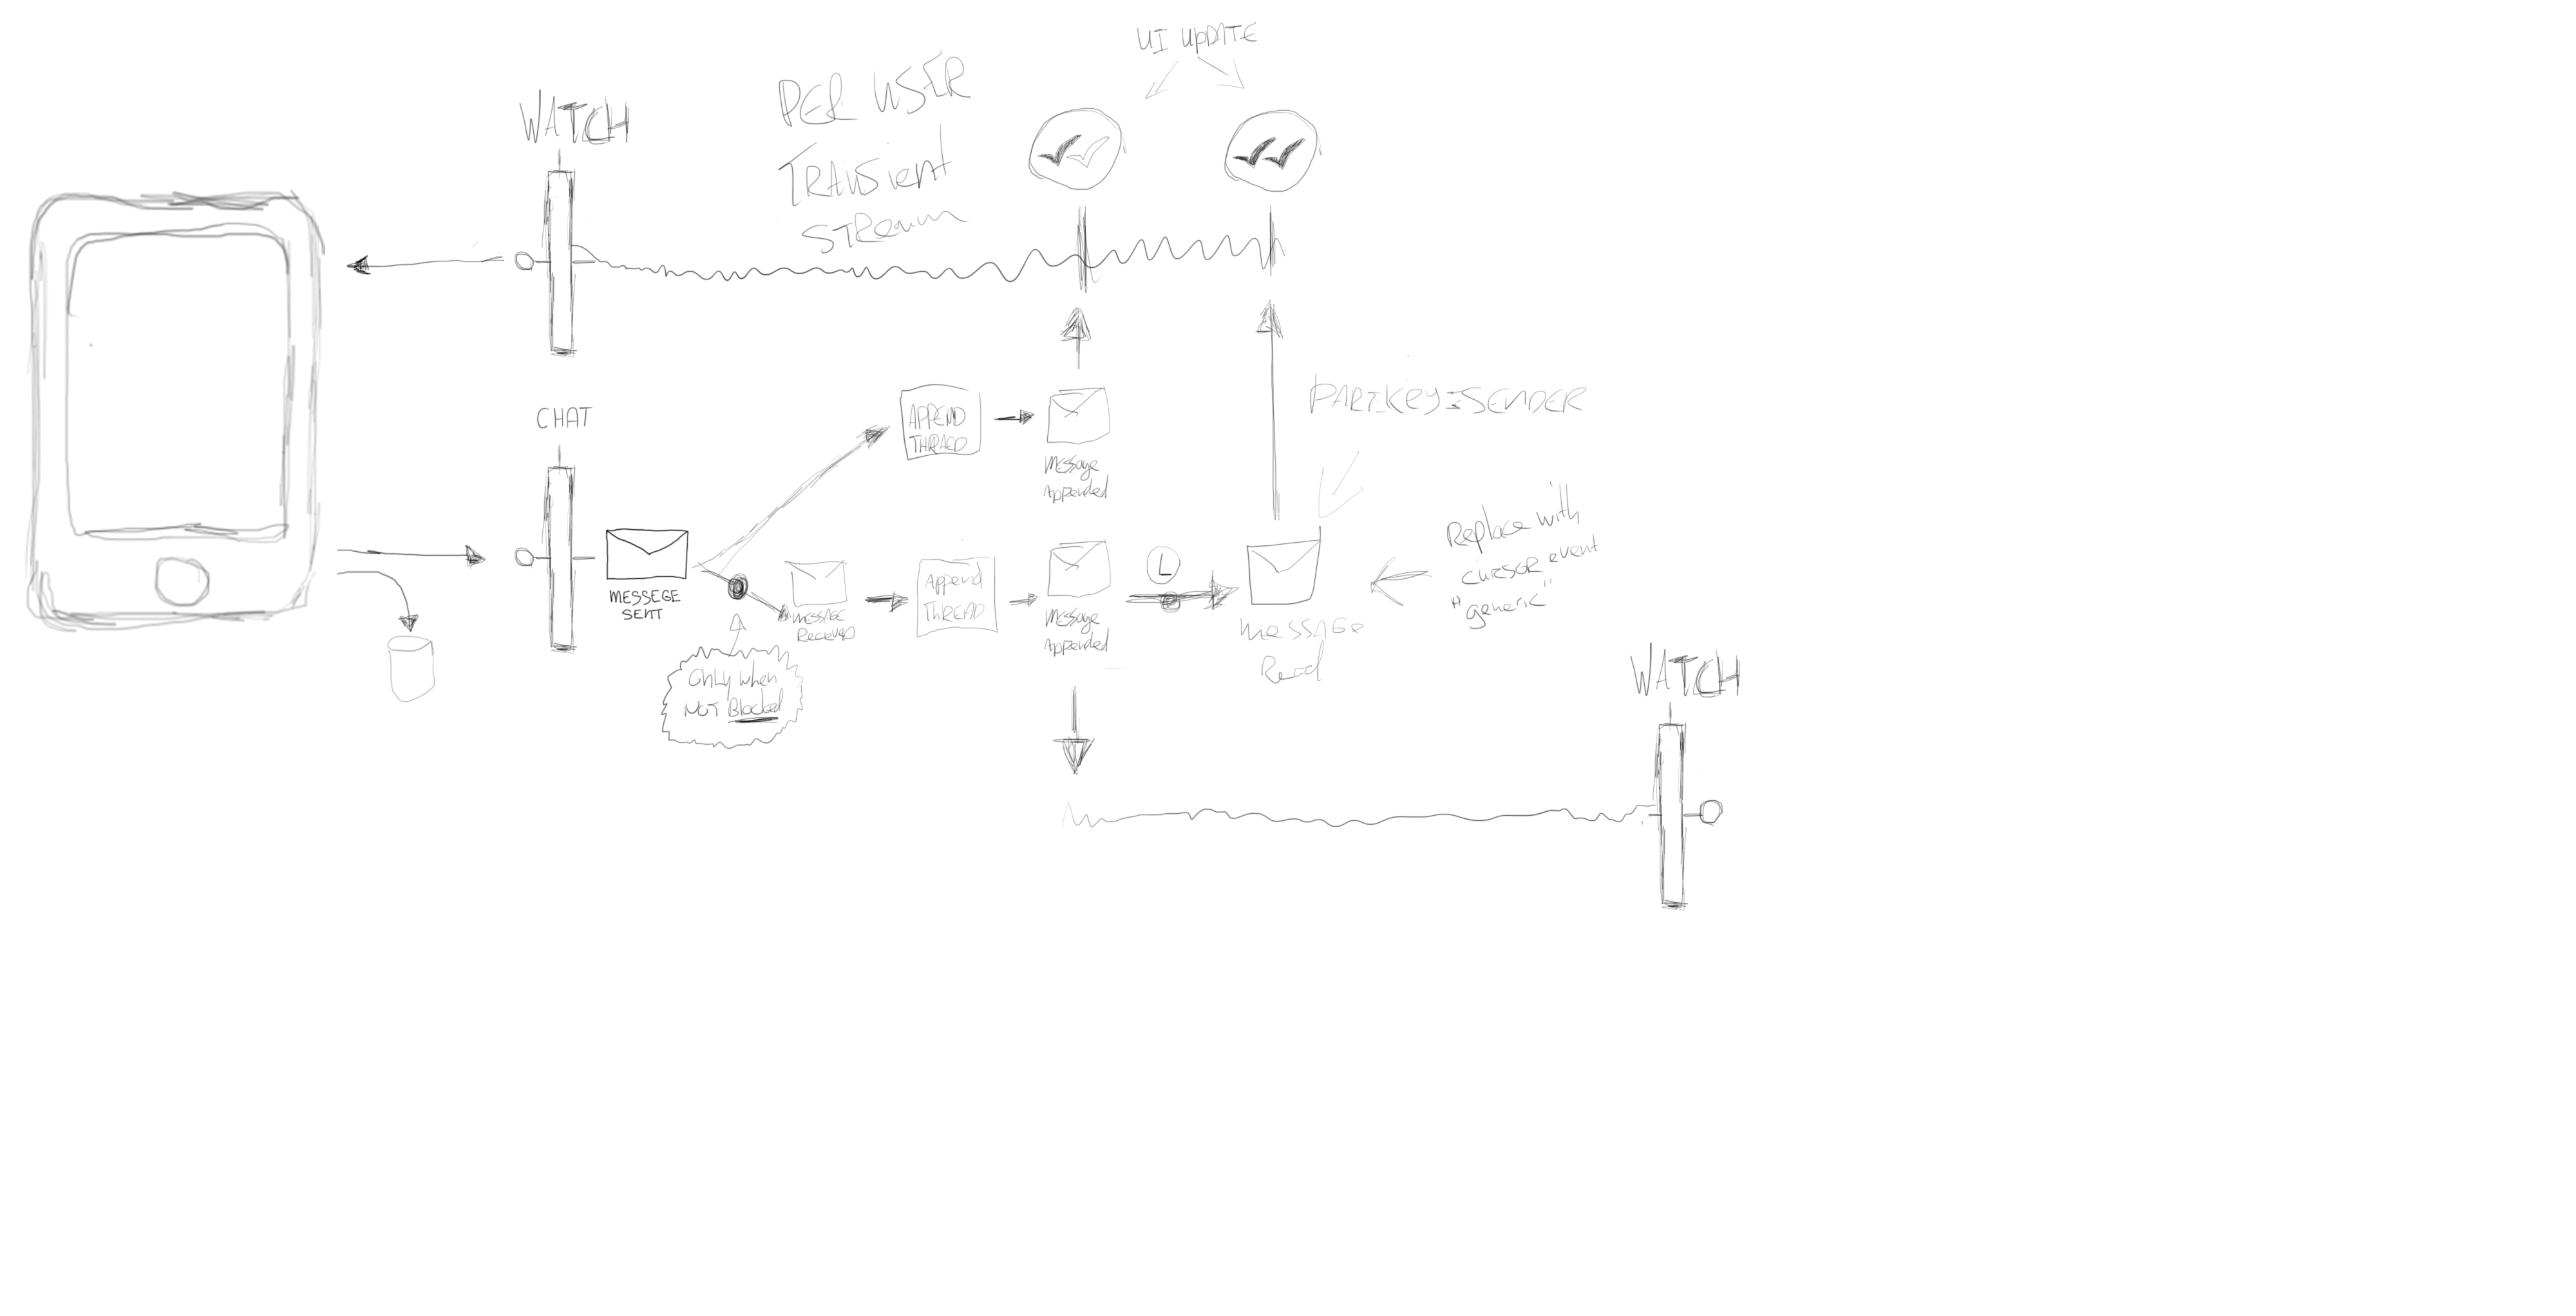 UI UPDATE
WATCH
PER USER
TRANSient
STReam
CHAT
APPEND
THREAD
Message
Appended
PARTKEY=SENDER
MESSEGE
SENT
MESSAGE
Recieved
Append
THREAD
Message
Appended
L
MessAGe
Read
Replace with
CURSOR event
"generic"
Only when
NOT Blocked
WATCH